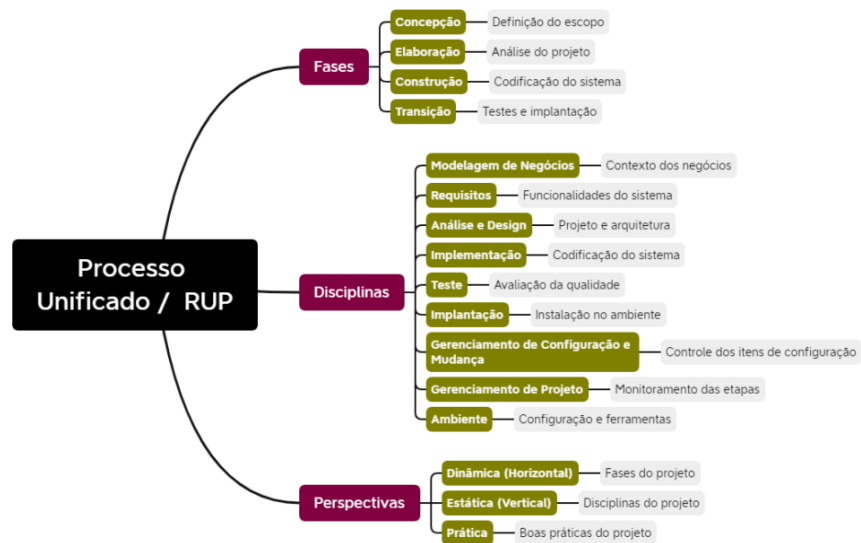 Processo
Unificado / RUP
Fases
Concepção
Definição do escopo
Elaboração
Análise do projeto
Construção
Codificação do sistema
Transição
Testes e implantação
Disciplinas
Modelagem de Negócios
Contexto dos negócios
Requisitos
Funcionalidades do sistema
Análise e Design
Projeto e arquitetura
Implementação
Codificação do sistema
Teste
Avaliação da qualidade
Implantação
Instalação no ambiente
Gerenciamento de Configuração e
Mudança
Controle dos itens de configuração
Gerenciamento de Projeto
Monitoramento das etapas
Ambiente
Configuração e ferramentas
Perspectivas
Dinâmica (Horizontal)
Fases do projeto
Estática (Vertical)
Disciplinas do projeto
Prática
Boas práticas do projeto